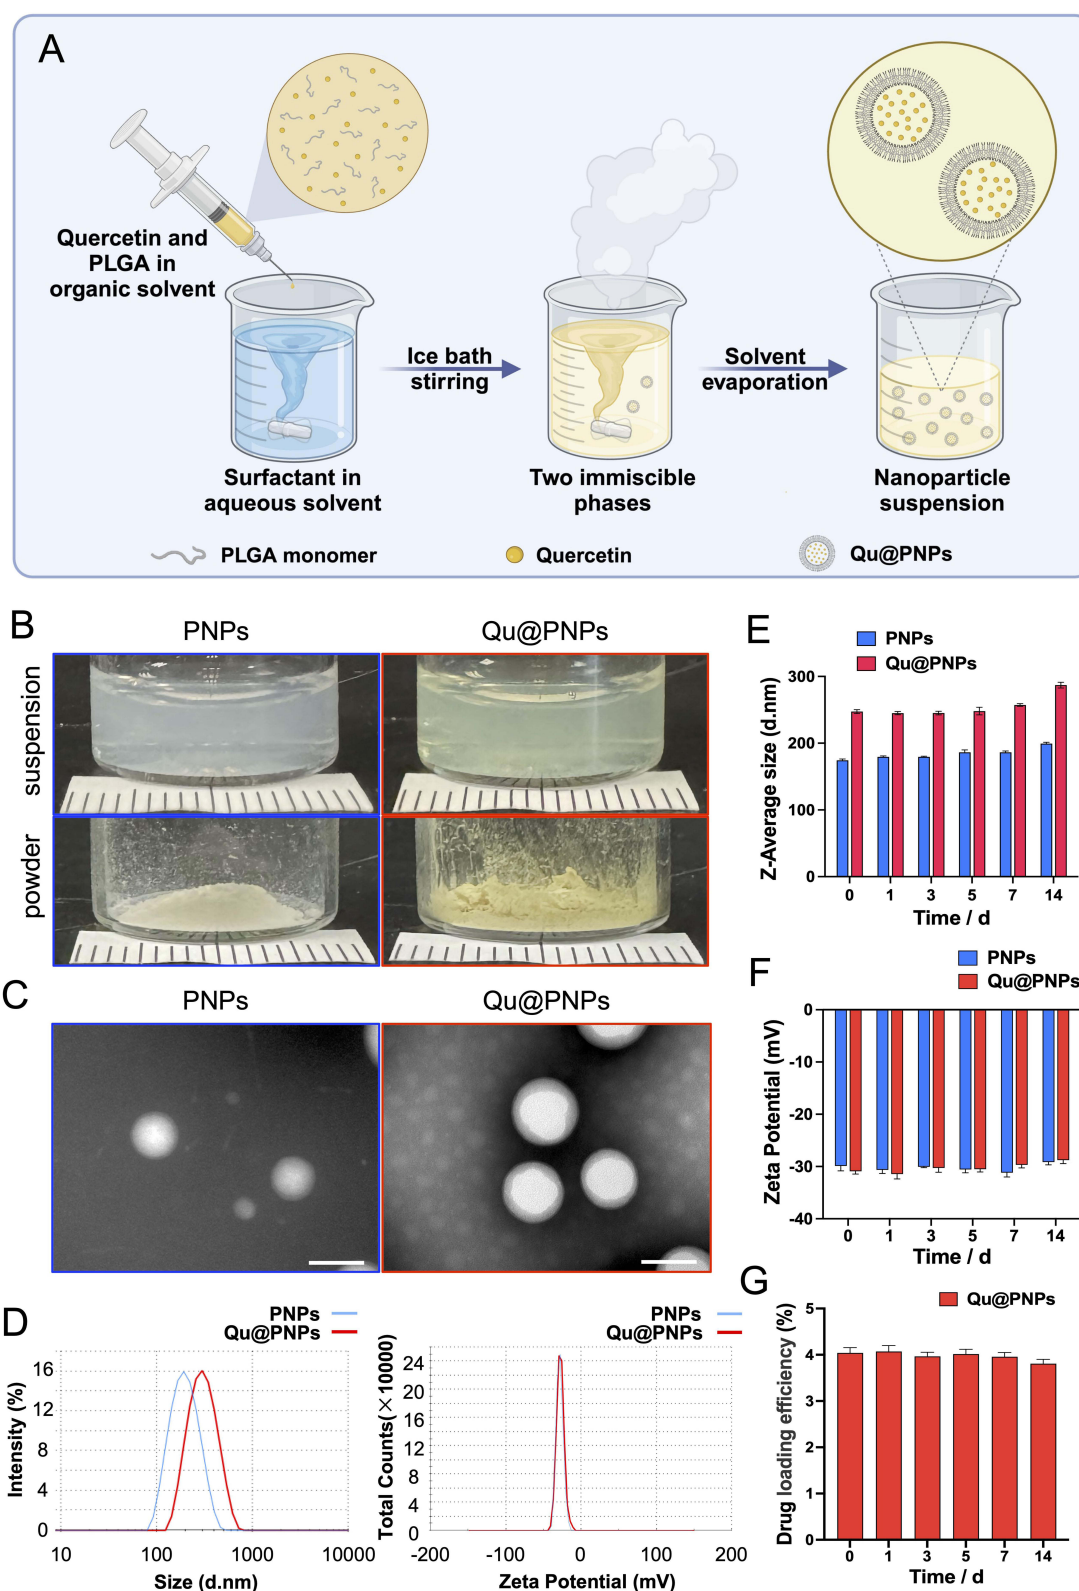 A
Quercetin and
PLGA in
organic solvent
Ice bath
stirring
Solvent
evaporation
Surfactant in
aqueous solvent
Two immiscible
phases
Nanoparticle
suspension
PLGA monomer
Quercetin
Qu@PNPs
B
PNPs
Qu@PNPs
suspension
powder
C
PNPs
Qu@PNPs
D
PNPs
Qu@PNPs
Intensity (%)
16
12
8
4
0
10 100 1000 10000
Size (d.nm)
PNPs
Qu@PNPs
Total Counts(×10000)
24
20
16
12
8
4
0
-200 -100 0 100 200
Zeta Potential (mV)
E
PNPs
Qu@PNPs
Z-Average size (d.nm)
300
200
100
0
0 1 3 5 7 14
Time / d
F
PNPs
Qu@PNPs
Zeta Potential (mV)
0
-10
-20
-30
-40
0 1 3 5 7 14
Time / d
G
Qu@PNPs
Drug loading efficiency (%)
5
4
3
2
1
0
0 1 3 5 7 14
Time / d